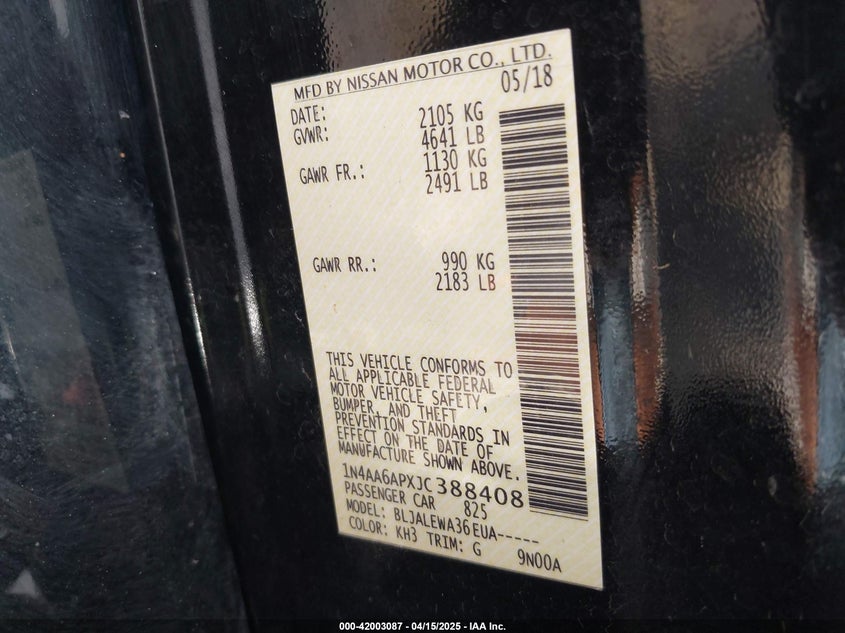 MFD BY NISSAN MOTOR CO., LTD.
05/18
DATE:
2105 KG
GVWR:
4641 LB
1130 KG
GAWR FR.:
2491 LB
990 KG
GAWR RR.:
2183 LB
THIS VEHICLE CONFORMS TO
ALL APPLICABLE FEDERAL
MOTOR VEHICLE SAFETY,
BUMPER, AND THEFT
PREVENTION STANDARDS IN
EFFECT ON THE DATE OF
MANUFACTURE SHOWN ABOVE.
1N4AA6APXJC388408
PASSENGER CAR 825
MODEL: BLJALEWA36EUA-----
COLOR: KH3 TRIM: G 9N00A
000-42003087 - 04/15/2025 - IAA Inc.